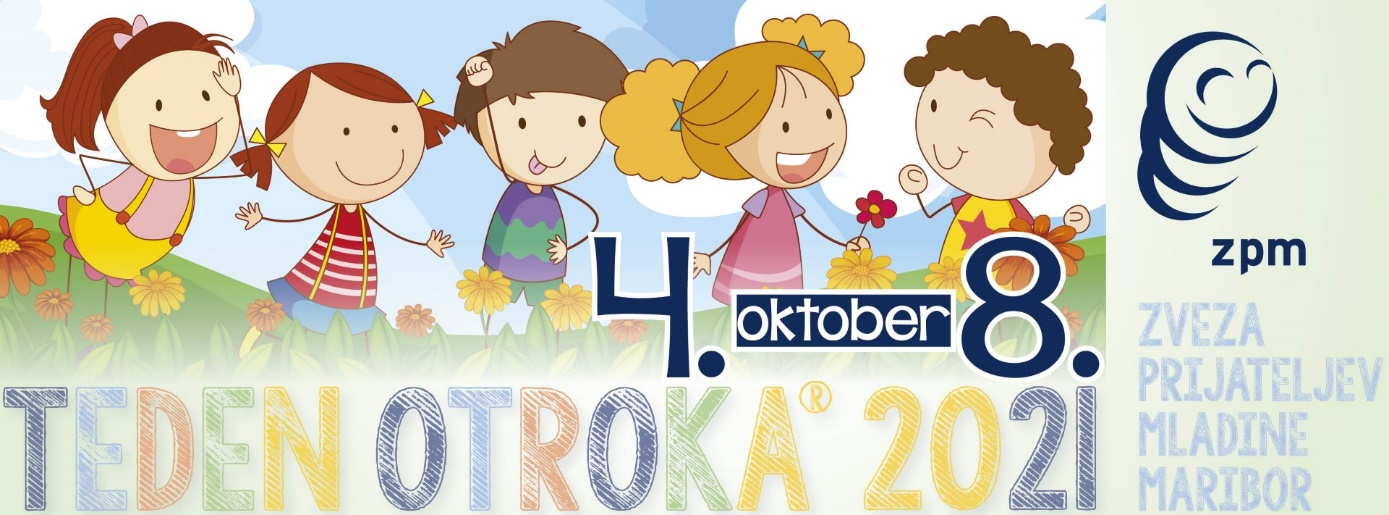 4. oktober 8.
TEDEN OTROKA® 2021
zpm
ZVEZA
PRIJATELJEV
MLADINE
MARIBOR